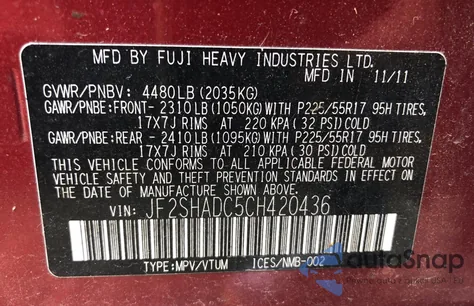 MFD BY FUJI HEAVY INDUSTRIES LTD.
MFD IN 11/11
GVWR/PNBV: 4480LB (2035KG)
GAWR/PNBE:FRONT- 2310LB(1050KG)WITH P225/55R17 95H TIRES,
17X7J RIMS AT 220 KPA (32 PSI)COLD
GAWR/PNBE:REAR - 2410LB(1095KG)WITH P225/55R17 95H TIRES,
17X7J RIMS AT 210 KPA (30 PSI)COLD
THIS VEHICLE CONFORMS TO ALL APPLICABLE FEDERAL MOTOR
VEHICLE SAFETY AND THEFT PREVENTION STANDARDS IN EFFECT
ON THE DATE OF MANUFACTURE SHOWN ABOVE.
VIN: JF2SHADC5CH420436
TYPE:MPV/VTUM ICES/NMB-002
AutoSnap